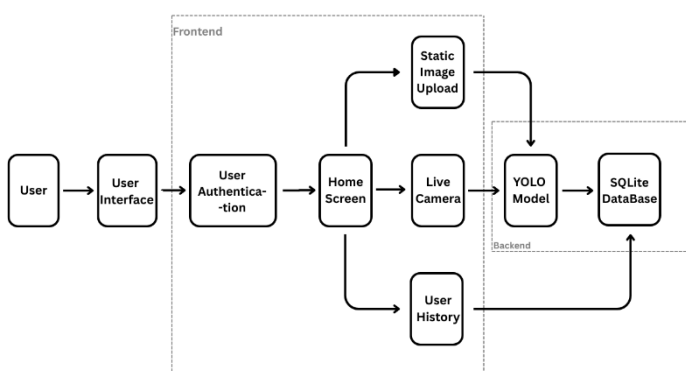 Frontend
Static
Image
Upload
User
User
Interface
User
Authentica-
-tion
Home
Screen
Live
Camera
YOLO
Model
SQLite
DataBase
Backend
User
History